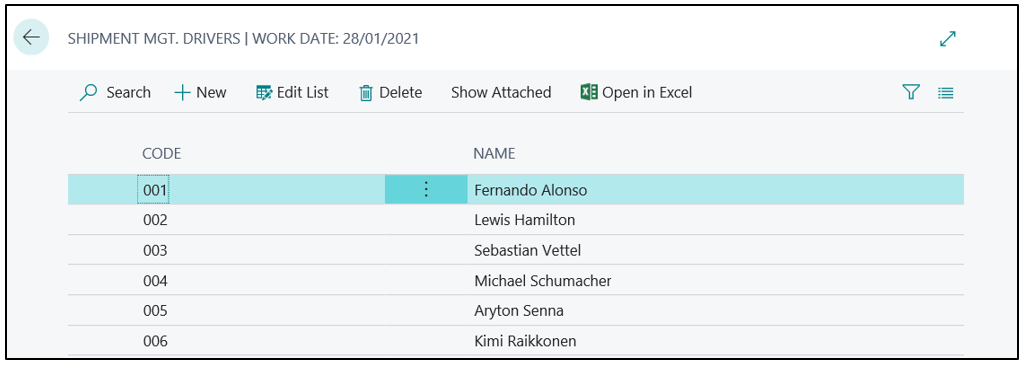 SHIPMENT MGT. DRIVERS | WORK DATE: 28/01/2021
Search New Edit List Delete Show Attached Open in Excel
CODE NAME
001 Fernando Alonso
002 Lewis Hamilton
003 Sebastian Vettel
004 Michael Schumacher
005 Aryton Senna
006 Kimi Raikkonen